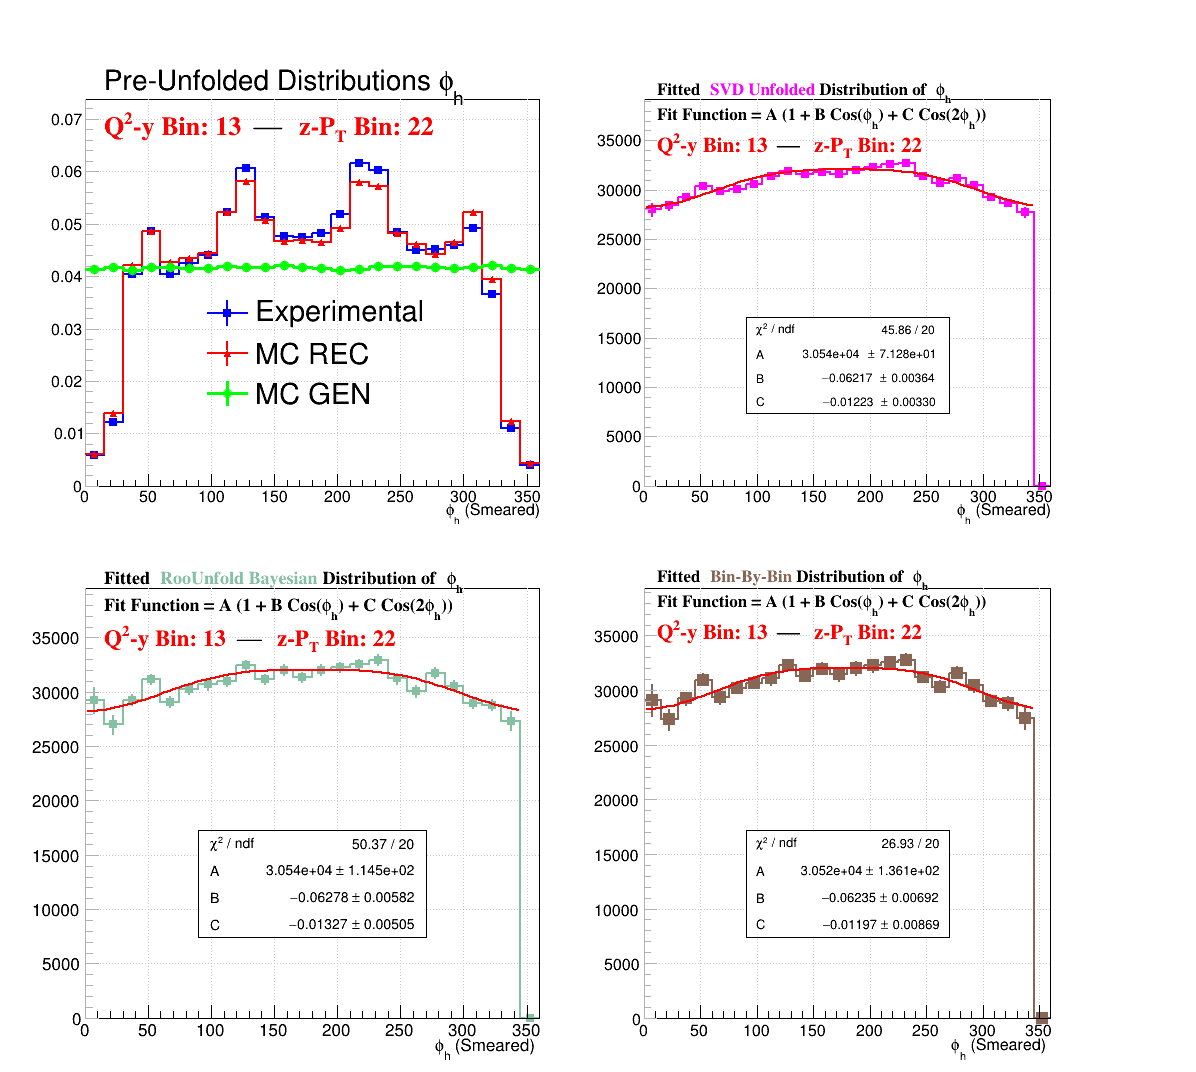 Pre-Unfolded Distributions ϕh
Q2-y Bin: 13 — z-PT Bin: 22
0.07
0.06
0.05
0.04
0.03
0.02
0.01
0
Experimental
MC REC
MC GEN
0 50 100 150 200 250 300 350
ϕh (Smeared)
Fitted SVD Unfolded Distribution of ϕh
Fit Function = A (1 + B Cos(ϕh) + C Cos(2ϕh))
Q2-y Bin: 13 — z-PT Bin: 22
35000
30000
25000
20000
15000
10000
5000
0
χ2 / ndf 45.86 / 20
A 3.054e+04 ± 7.128e+01
B −0.06217 ± 0.00364
C −0.01223 ± 0.00330
0 50 100 150 200 250 300 350
ϕh (Smeared)
Fitted RooUnfold Bayesian Distribution of ϕh
Fit Function = A (1 + B Cos(ϕh) + C Cos(2ϕh))
Q2-y Bin: 13 — z-PT Bin: 22
35000
30000
25000
20000
15000
10000
5000
0
χ2 / ndf 50.37 / 20
A 3.054e+04 ± 1.145e+02
B −0.06278 ± 0.00582
C −0.01327 ± 0.00505
0 50 100 150 200 250 300 350
ϕh (Smeared)
Fitted Bin-By-Bin Distribution of ϕh
Fit Function = A (1 + B Cos(ϕh) + C Cos(2ϕh))
Q2-y Bin: 13 — z-PT Bin: 22
35000
30000
25000
20000
15000
10000
5000
0
χ2 / ndf 26.93 / 20
A 3.052e+04 ± 1.361e+02
B −0.06235 ± 0.00692
C −0.01197 ± 0.00869
0 50 100 150 200 250 300 350
ϕh (Smeared)